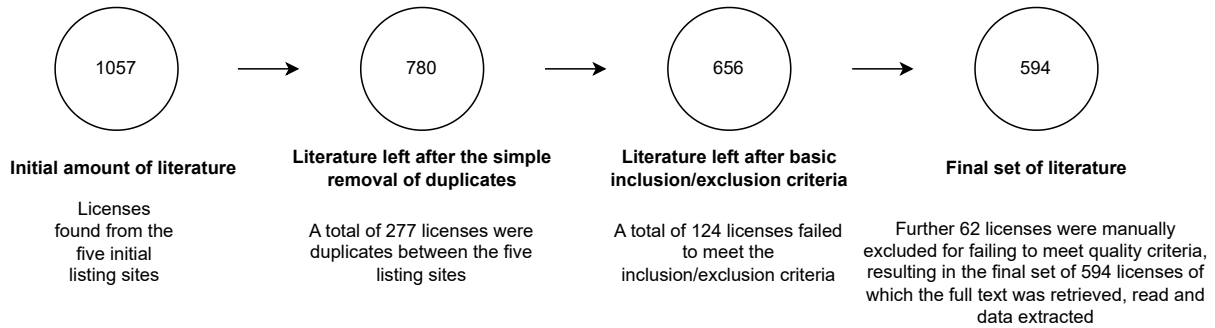 1057
780
656
594
Initial amount of literature
Licenses
found from the
five initial
listing sites
Literature left after the simple
removal of duplicates
A total of 277 licenses were
duplicates between the five
listing sites
Literature left after basic
inclusion/exclusion criteria
A total of 124 licenses failed
to meet the
inclusion/exclusion criteria
Final set of literature
Further 62 licenses were manually
excluded for failing to meet quality criteria,
resulting in the final set of 594 licenses of
which the full text was retrieved, read and
data extracted